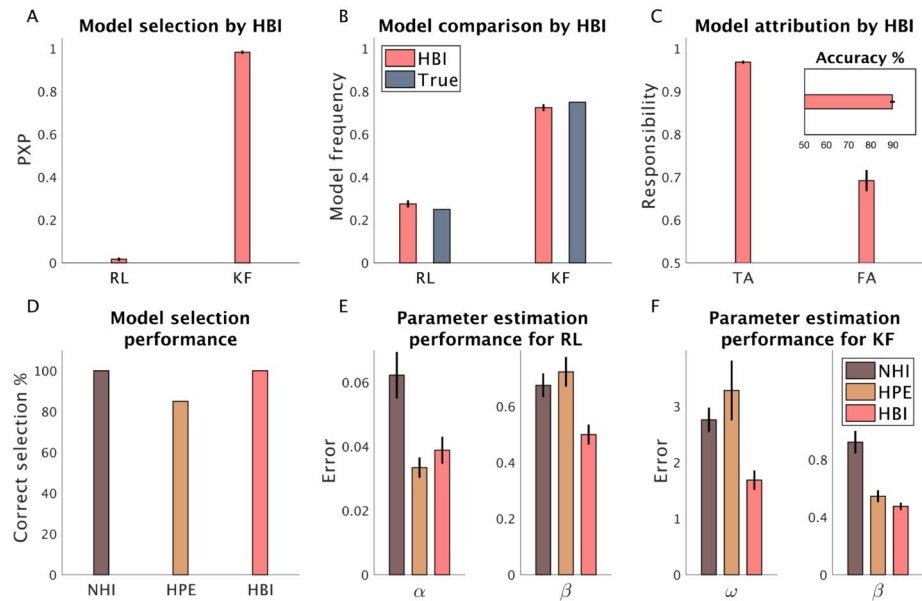 A
Model selection by HBI
PXP
1
0.8
0.6
0.4
0.2
0
RL
KF
B
Model comparison by HBI
Model frequency
1
0.8
0.6
0.4
0.2
0
HBI
True
RL
KF
C
Model attribution by HBI
Responsibility
1
0.9
0.8
0.7
0.6
0.5
Accuracy %
50 60 70 80 90
TA
FA
D
Model selection
performance
Correct selection %
100
80
60
40
20
0
NHI
HPE
HBI
E
Parameter estimation
performance for RL
Error
0.06
0.04
0.02
0
α
0.6
0.4
0.2
0
β
F
Parameter estimation
performance for KF
Error
3
2
1
0
ω
NHI
HPE
HBI
0.8
0.4
0
β